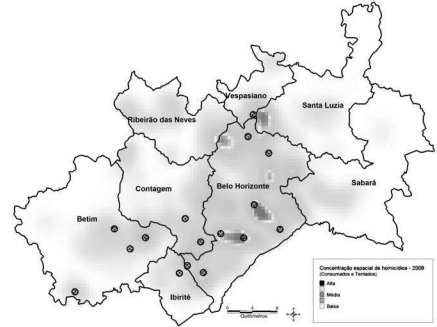 Vespasiano
Santa Luzia
Ribeirão das Neves
Contagem
Belo Horizonte
Sabará
Betim
Ibirité
Concentração espacial de homicídios - 2009
(Consumados e Tentados)
Alta
Média
Baixa
Quilômetros